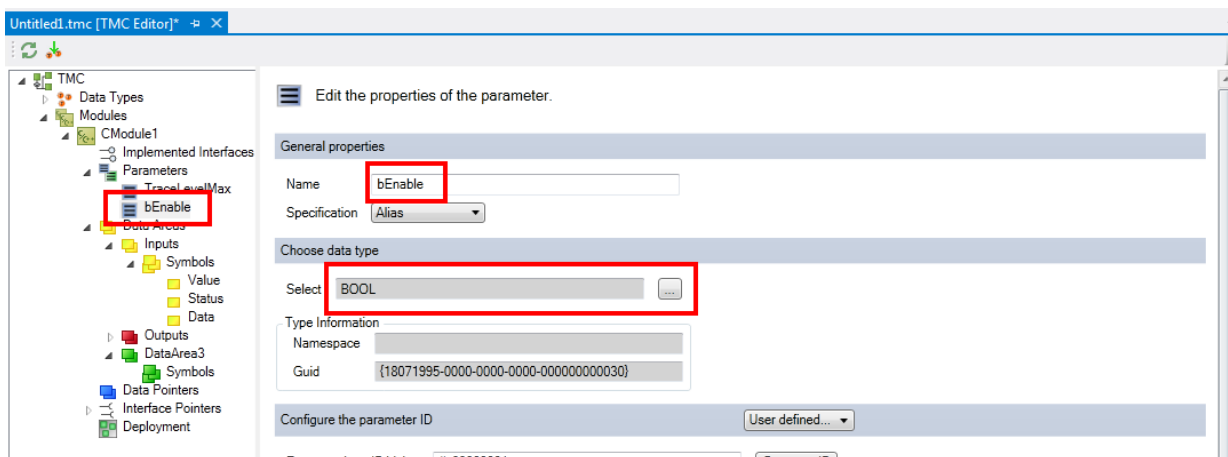 Untitled1.tmc [TMC Editor]*
TMC
Data Types
Modules
CModule1
Implemented Interfaces
Parameters
TraceLevelMax
bEnable
Data Areas
Inputs
Symbols
Value
Status
Data
Outputs
DataArea3
Symbols
Data Pointers
Interface Pointers
Deployment
Edit the properties of the parameter.
General properties
Name bEnable
Specification Alias
Choose data type
Select BOOL ...
Type Information
Namespace
Guid {18071995-0000-0000-0000-000000000030}
Configure the parameter ID User defined...